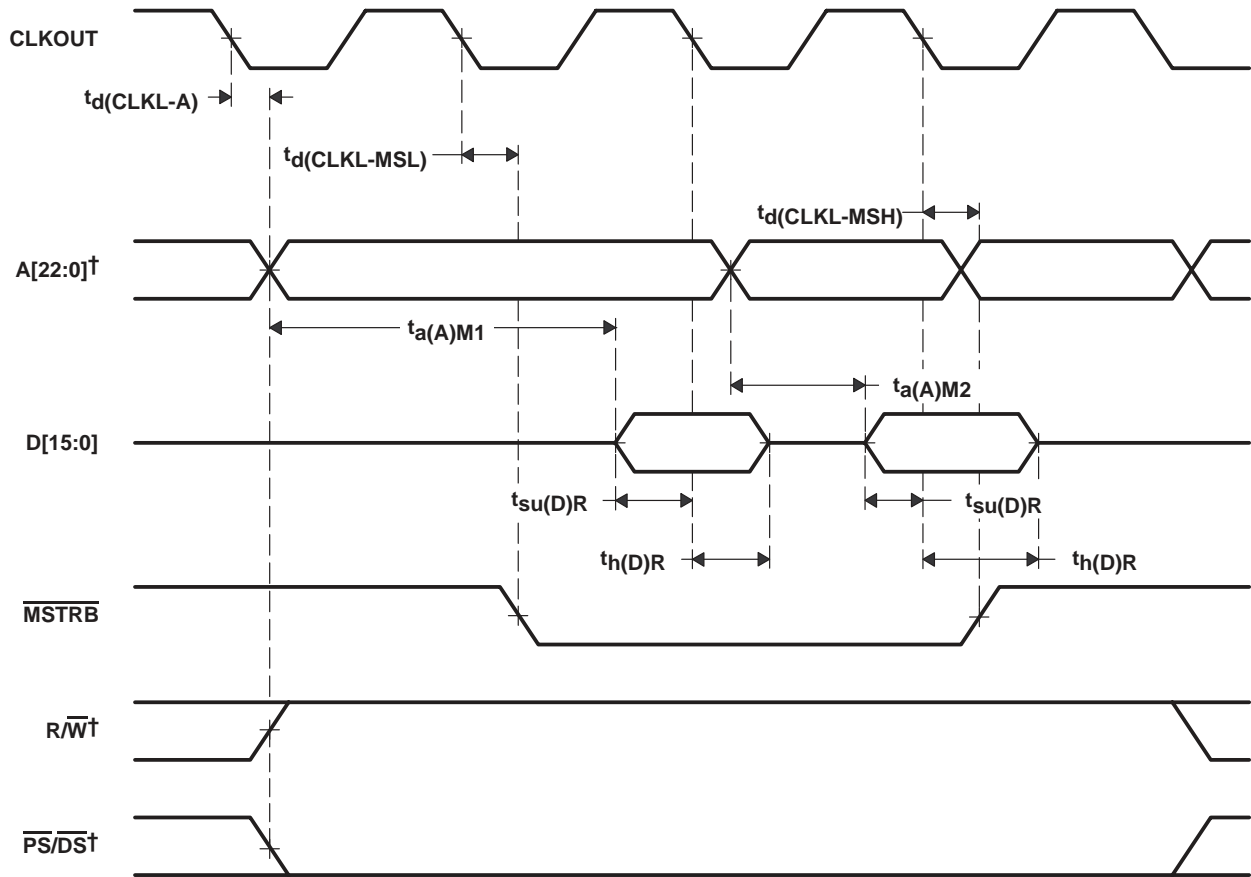 CLKOUT
td(CLKL-A)
td(CLKL-MSL)
td(CLKL-MSH)
A[22:0]†
ta(A)M1
ta(A)M2
D[15:0]
tsu(D)R
tsu(D)R
th(D)R
th(D)R
MSTRB
R/W†
PS/DS†